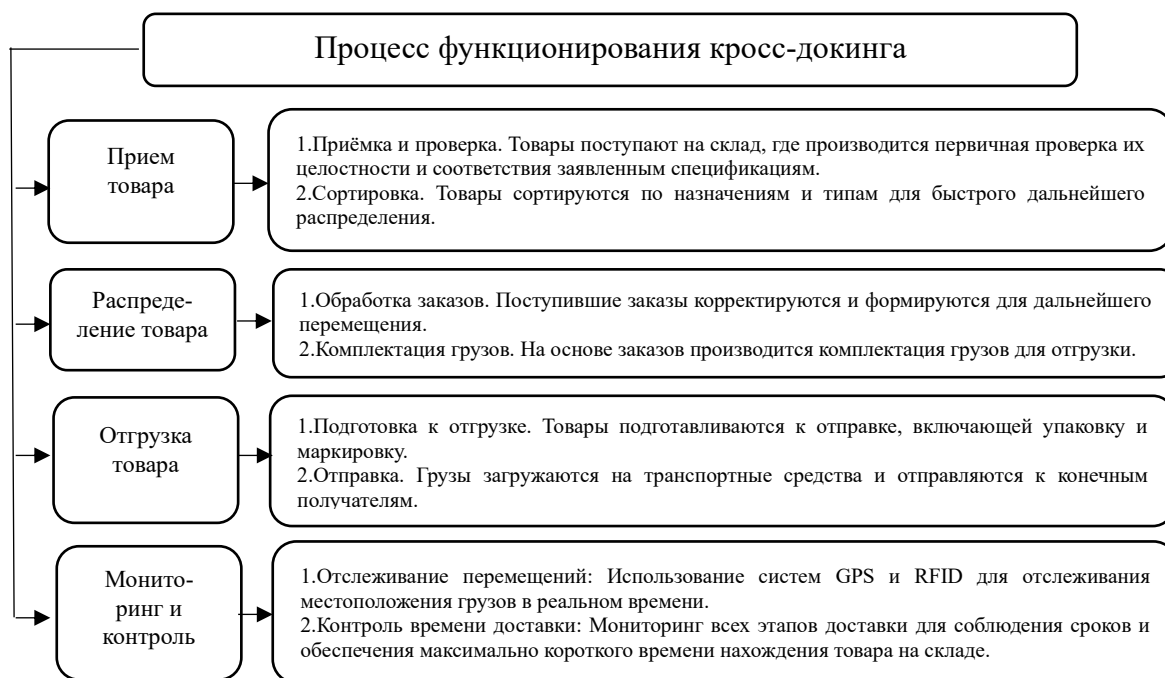 Процесс функционирования кросс-докинга
Прием
товара
1.Приёмка и проверка. Товары поступают на склад, где производится первичная проверка их
целостности и соответствия заявленным спецификациям.
2.Сортировка. Товары сортируются по назначениям и типам для быстрого дальнейшего
распределения.
Распреде-
ление товара
1.Обработка заказов. Поступившие заказы корректируются и формируются для дальнейшего
перемещения.
2.Комплектация грузов. На основе заказов производится комплектация грузов для отгрузки.
Отгрузка
товара
1.Подготовка к отгрузке. Товары подготавливаются к отправке, включающей упаковку и
маркировку.
2.Отправка. Грузы загружаются на транспортные средства и отправляются к конечным
получателям.
Монито-
ринг и
контроль
1.Отслеживание перемещений: Использование систем GPS и RFID для отслеживания
местоположения грузов в реальном времени.
2.Контроль времени доставки: Мониторинг всех этапов доставки для соблюдения сроков и
обеспечения максимально короткого времени нахождения товара на складе.